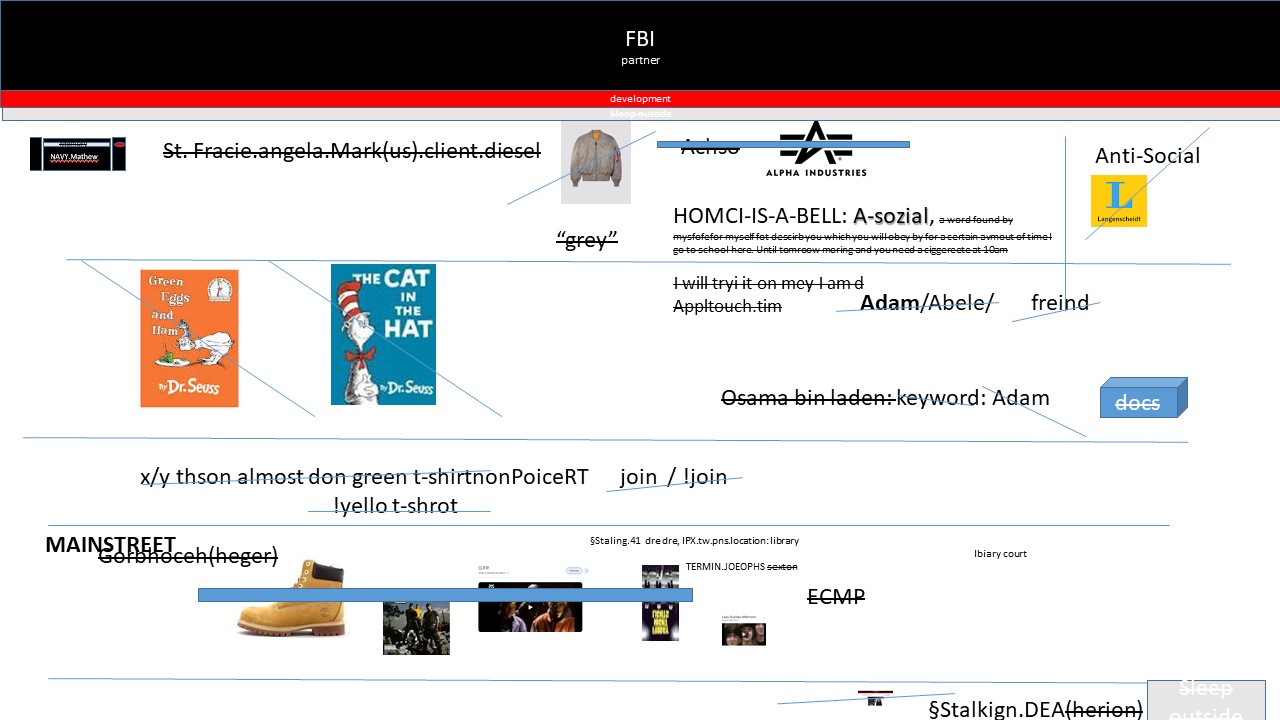 FBI
partner
development
Sleep outside
NAVY.Mathew
St. Fracie.angela.Mark(us).client.diesel
ALPHA INDUSTRIES
Anti-Social
L
Langenscheidt
"grey"
HOMCI-IS-A-BELL: A-sozial, a word found by
mysfofefor myself fot descirb you which you will obey by for a certain avmout of time I
go to school here. Until tomroow moring and you need a ciggereete at 10am
I will tryi it on mey I am d
Appltouch.tim
Adam/Abele/
freind
Green
Eggs
and
Ham
By Dr. Seuss
THE CAT
IN
THE
HAT
By Dr. Seuss
Osama bin laden: keyword: Adam
docs
x/y thson almost don green t-shirtnonPoiceRT
join / !join
!yello t-shrot
MAINSTREET
Gorbhoceh(heger)
§Staling.41 dre dre, IPX.tw.pns.location: library
Ibiary court
TERMIN.JOEOPHS sexton
ECMP
O.P.P.
§Stalkign.DEA(herion)
Sleep
outside